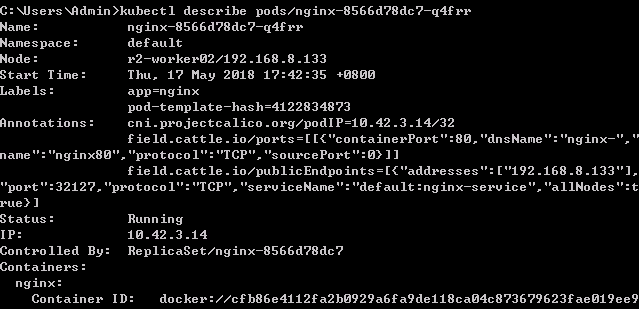 C:\Users\Admin>kubectl describe pods/nginx-8566d78dc7-q4frr
Name:           nginx-8566d78dc7-q4frr
Namespace:      default
Node:           r2-worker02/192.168.8.133
Start Time:     Thu, 17 May 2018 17:42:35 +0800
Labels:         app=nginx
                pod-template-hash=4122834873
Annotations:    cni.projectcalico.org/podIP=10.42.3.14/32
                field.cattle.io/ports=[[{"containerPort":80,"dnsName":"nginx-","
name":"nginx80","protocol":"TCP","sourcePort":0}]]
                field.cattle.io/publicEndpoints=[{"addresses":["192.168.8.133"],
"port":32127,"protocol":"TCP","serviceName":"default:nginx-service","allNodes":t
rue}]
Status:         Running
IP:             10.42.3.14
Controlled By:  ReplicaSet/nginx-8566d78dc7
Containers:
  nginx:
    Container ID:   docker://cfb86e4112fa2b0929a6fa9de118ca04c873679623fae019ee9